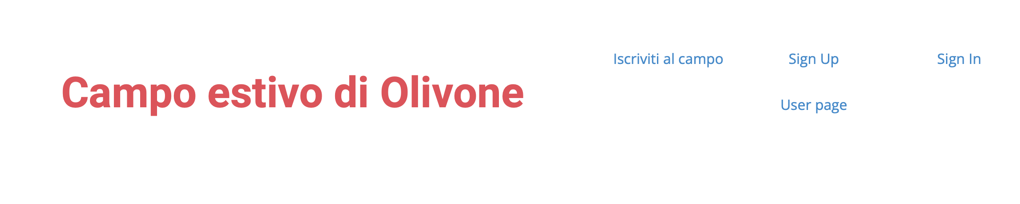 Campo estivo di Olivone
Iscriviti al campo
Sign Up
Sign In
User page